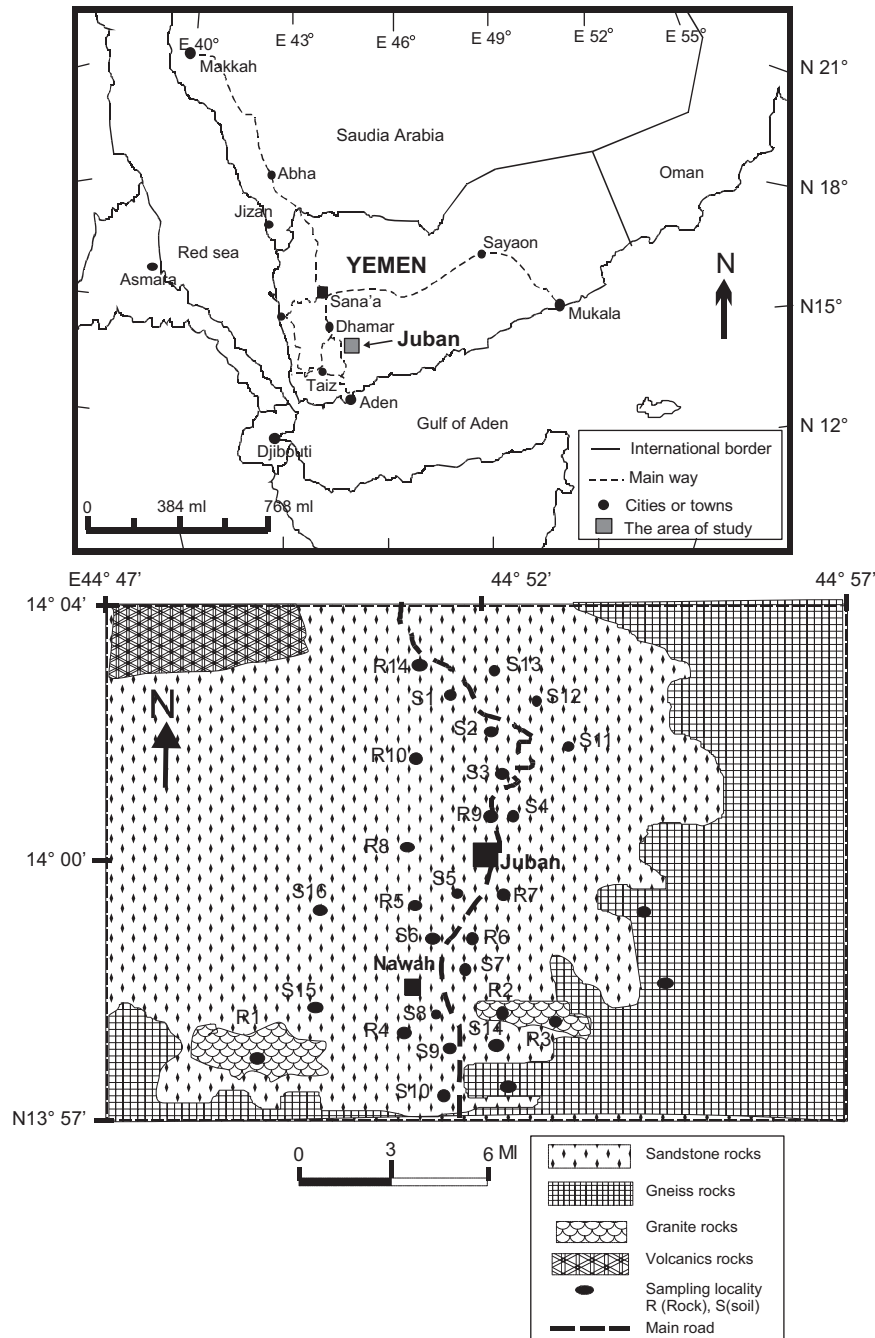 E 40°
E 43°
E 46°
E 49°
E 52°
E 55°
Makkah
N 21°
Saudia Arabia
Oman
Abha
N 18°
Jizan
Sayaon
Red sea
YEMEN
N
Asmara
Sana'a
N15°
Mukala
Dhamar
Juban
Taiz
Aden
Gulf of Aden
N 12°
Djibouti
International border
Main way
Cities or towns
The area of study
0 384 ml 768 ml
E44° 47' 44° 52' 44° 57'
14° 04'
R14
S13
S1
S12
N
S2
S11
R10
S3
R9
S4
R8
14° 00'
Jubah
S5
R7
S16
R5
S6
R6
Nawah
S7
S15
R2
R1
S8
R4
S14
R3
S9
S10
N13° 57'
0 3 6 MI
Sandstone rocks
Gneiss rocks
Granite rocks
Volcanics rocks
Sampling locality
R (Rock), S(soil)
Main road